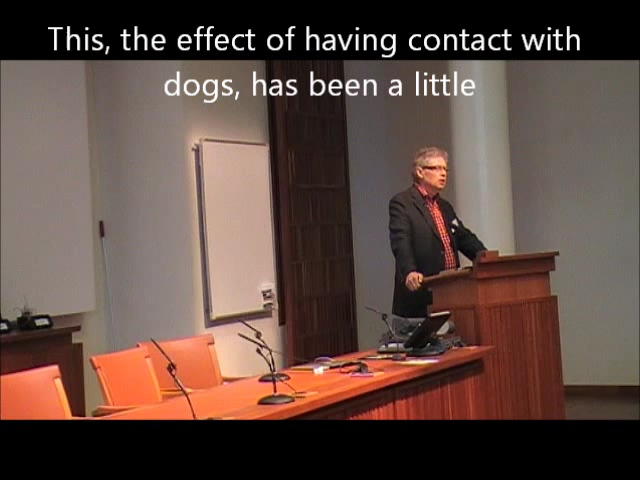 This, the effect of having contact with
dogs, has been a little